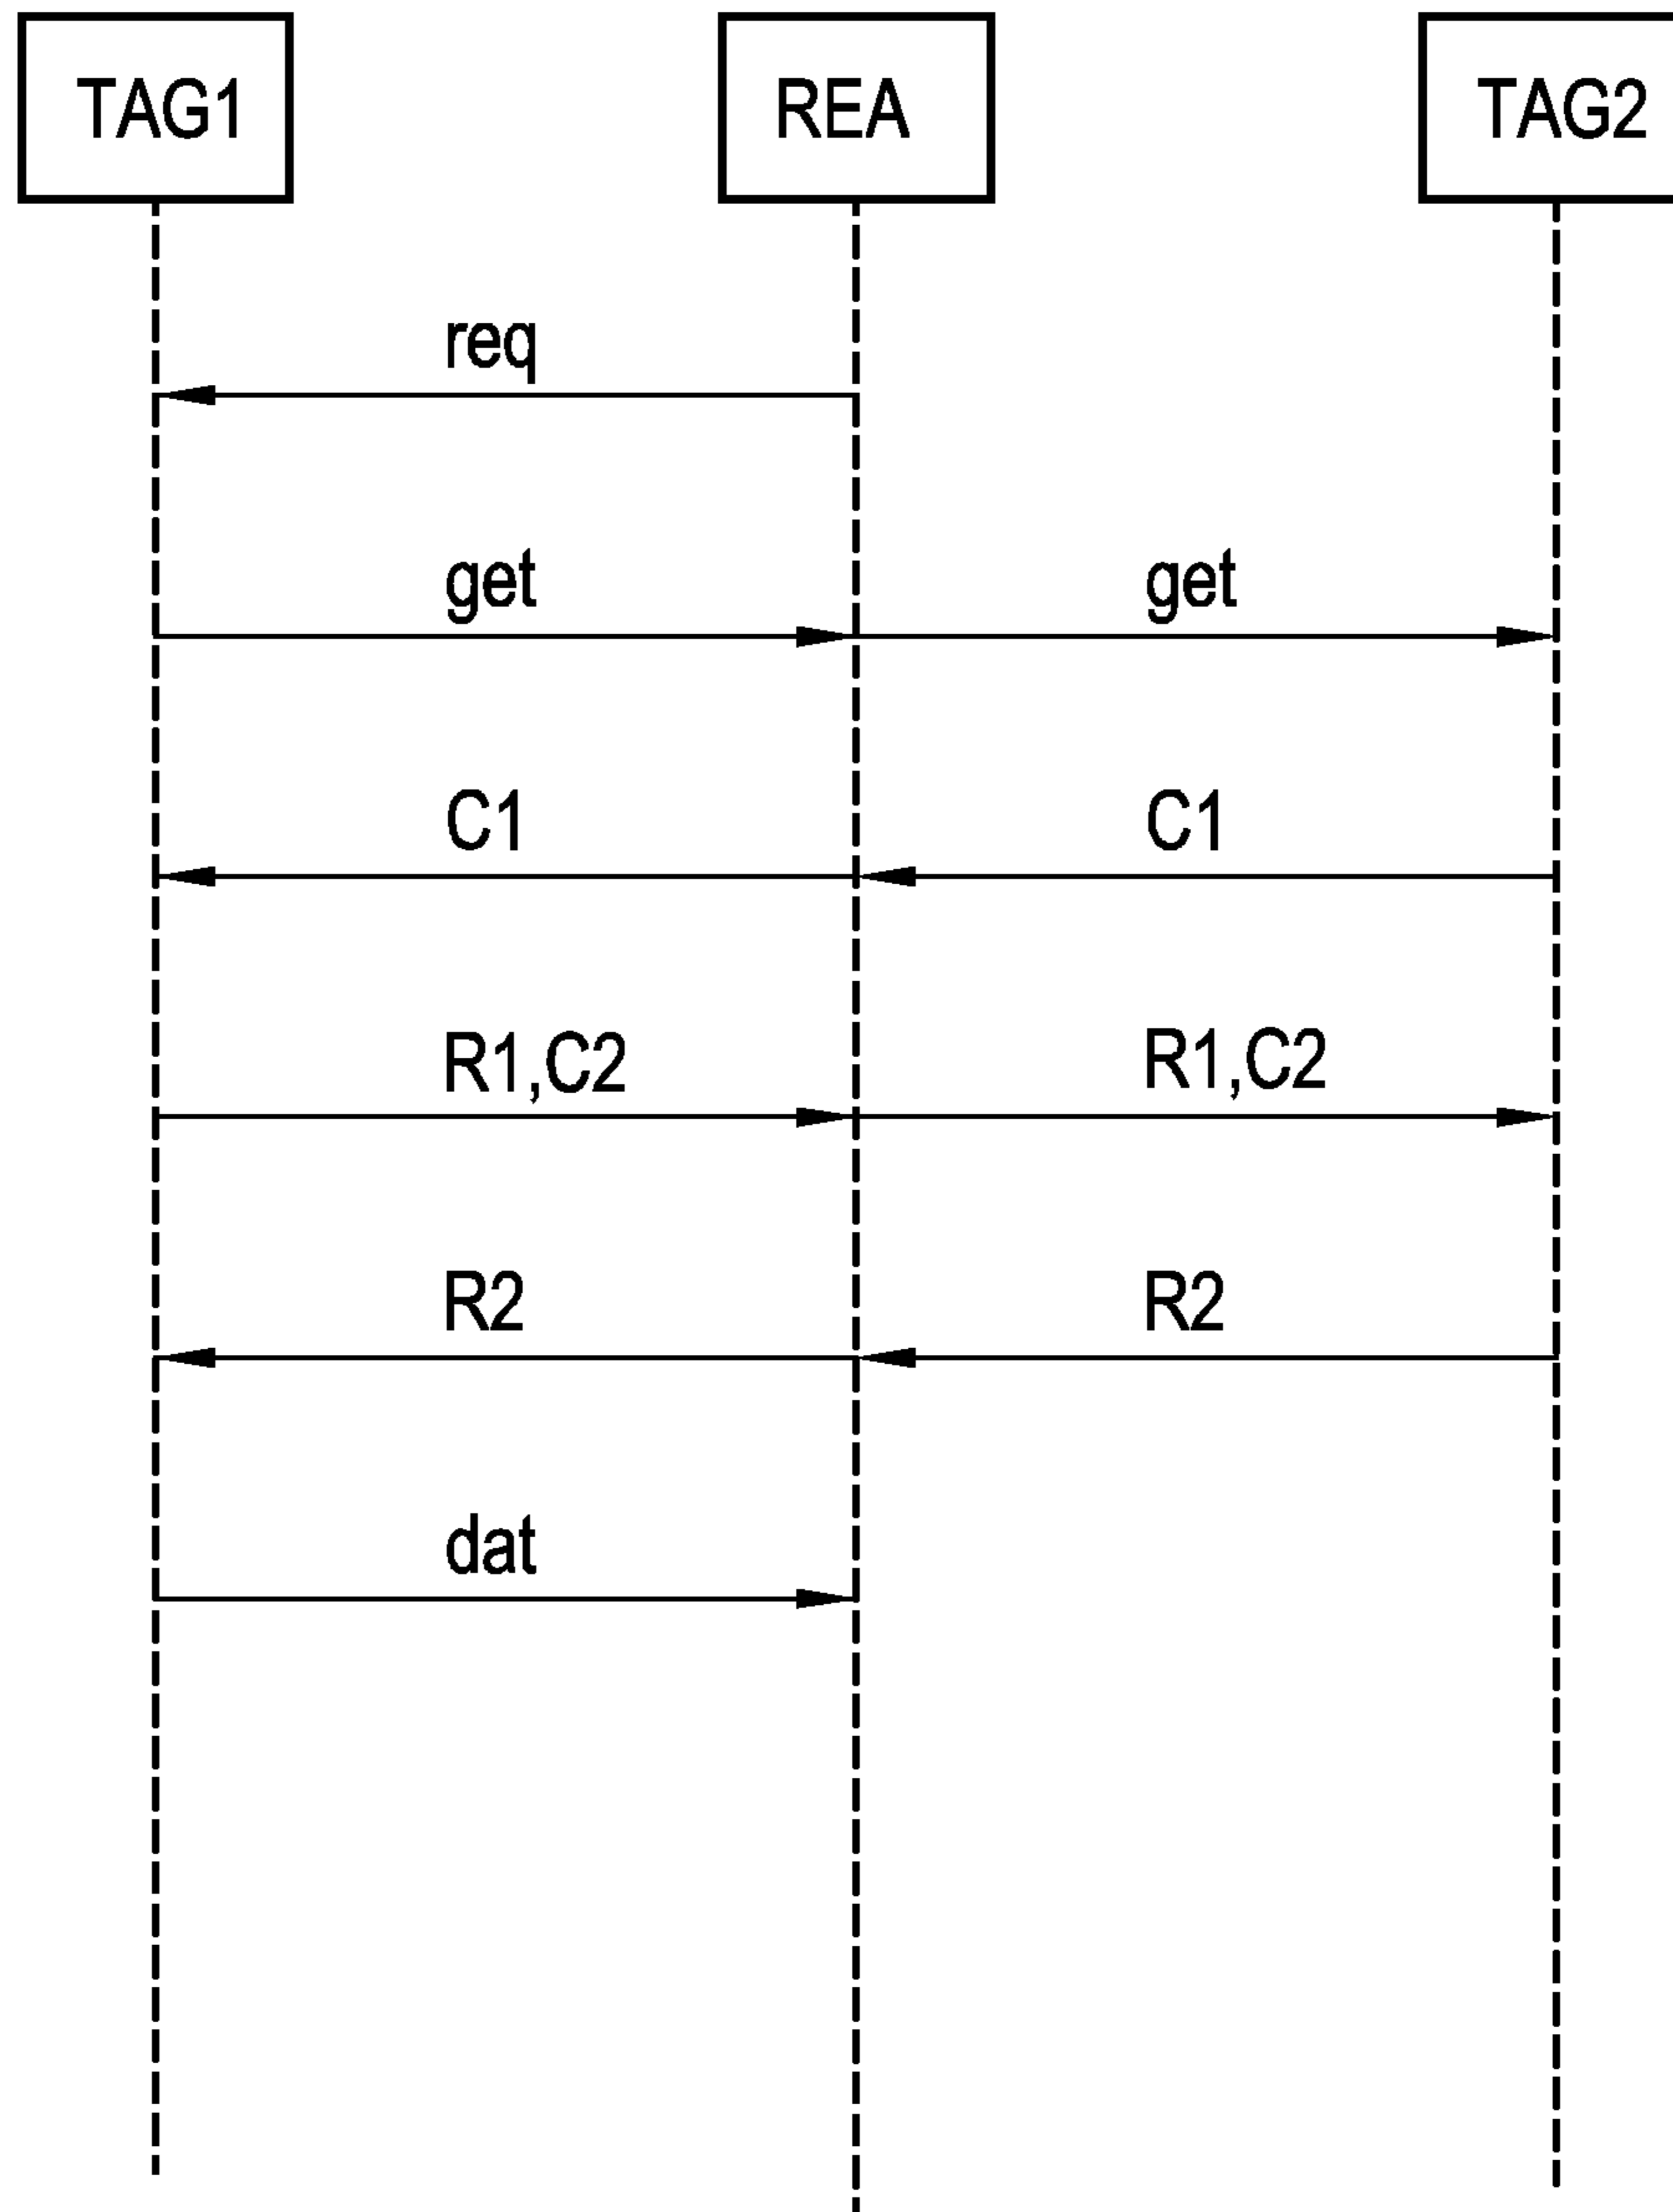 TAG1 REA TAG2
req
get get
C1 C1
R1,C2 R1,C2
R2 R2
dat